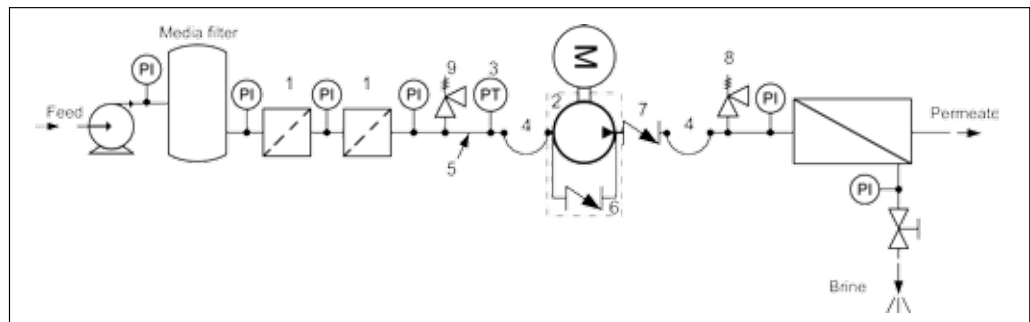 Media filter
PI
M
9
3
8
PI
1
PI
1
PI
PT
2
7
PI
Feed
4
4
Permeate
5
6
PI
Brine